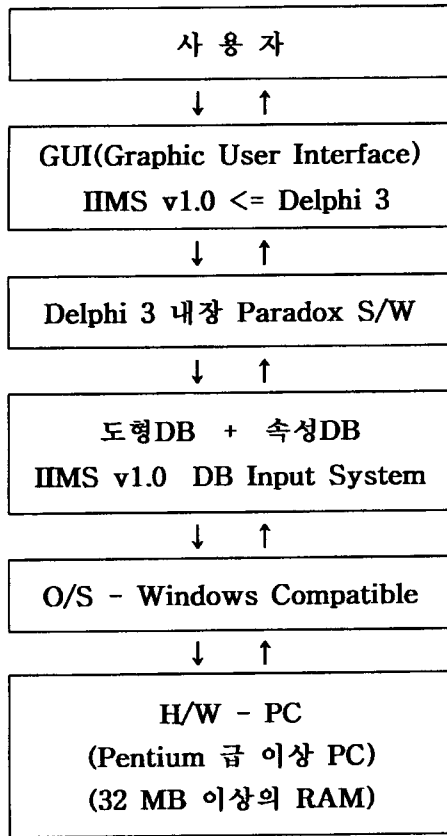 사 용 자
↓ ↑
GUI(Graphic User Interface)
IIMS v1.0 <= Delphi 3
↓ ↑
Delphi 3 내장 Paradox S/W
↓ ↑
도형DB + 속성DB
IIMS v1.0 DB Input System
↓ ↑
O/S - Windows Compatible
↓ ↑
H/W - PC
(Pentium 급 이상 PC)
(32 MB 이상의 RAM)